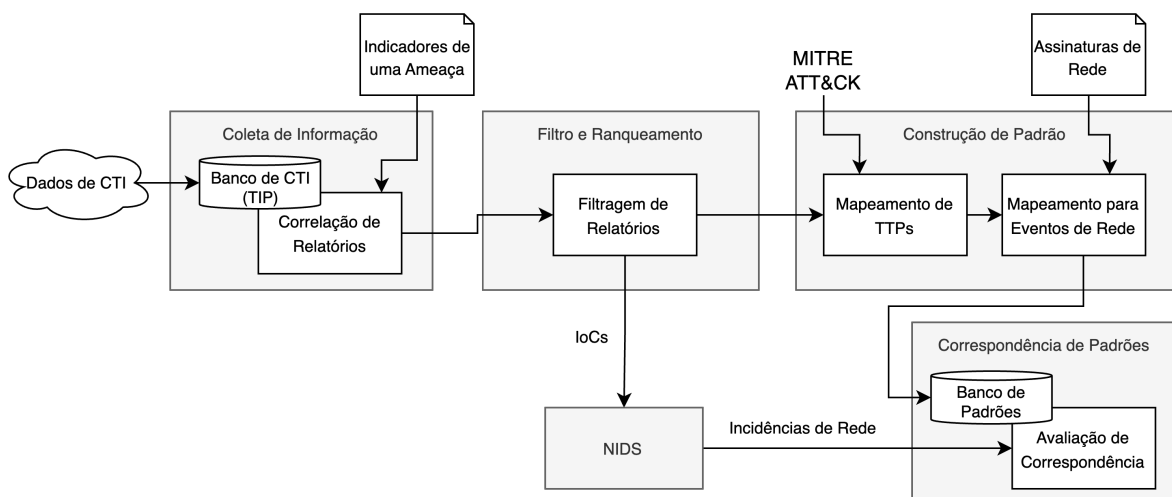 Indicadores de
uma Ameaça
Assinaturas de
Rede
MITRE
ATT&CK
Coleta de Informação
Filtro e Ranqueamento
Construção de Padrão
Dados de CTI
Banco de CTI
(TIP)
Correlação de
Relatórios
Filtragem de
Relatórios
Mapeamento de
TTPs
Mapeamento para
Eventos de Rede
IoCs
Correspondência de Padrões
Banco de
Padrões
NIDS
Incidências de Rede
Avaliação de
Correspondência